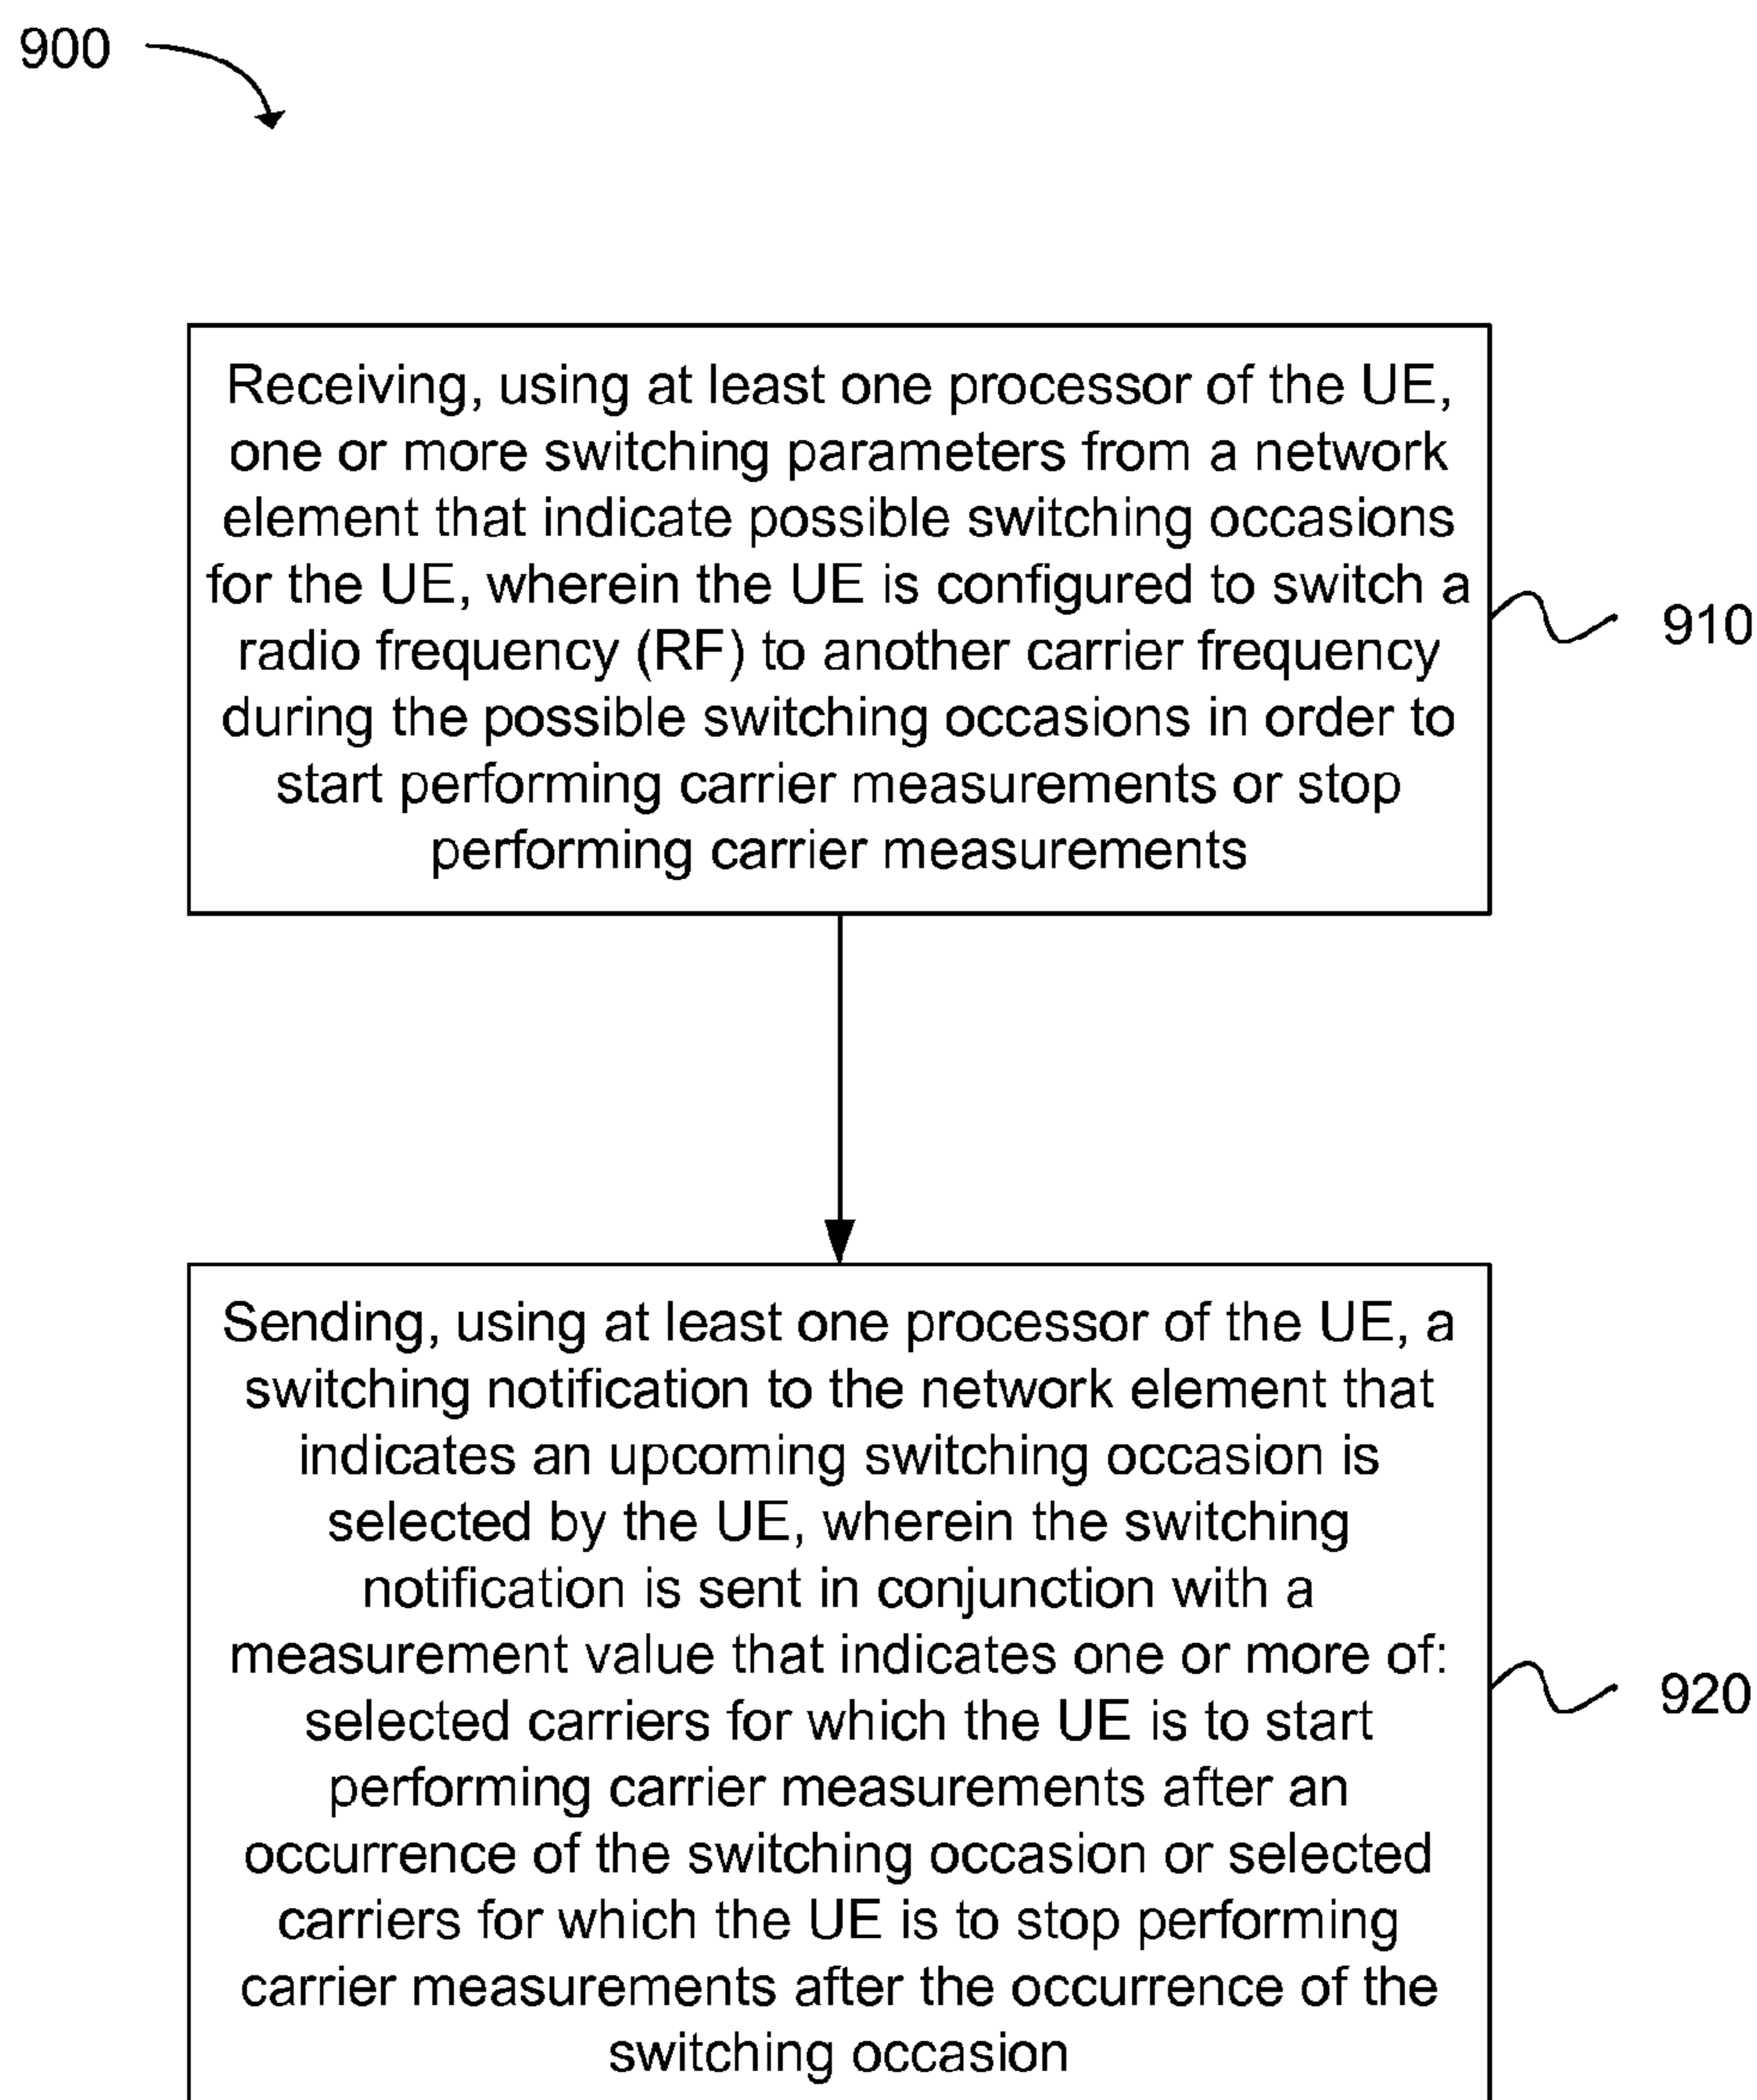 900
Receiving, using at least one processor of the UE,
one or more switching parameters from a network
element that indicate possible switching occasions
for the UE, wherein the UE is configured to switch a
radio frequency (RF) to another carrier frequency
during the possible switching occasions in order to
start performing carrier measurements or stop
performing carrier measurements
910
Sending, using at least one processor of the UE, a
switching notification to the network element that
indicates an upcoming switching occasion is
selected by the UE, wherein the switching
notification is sent in conjunction with a
measurement value that indicates one or more of:
selected carriers for which the UE is to start
performing carrier measurements after an
occurrence of the switching occasion or selected
carriers for which the UE is to stop performing
carrier measurements after the occurrence of the
switching occasion
920